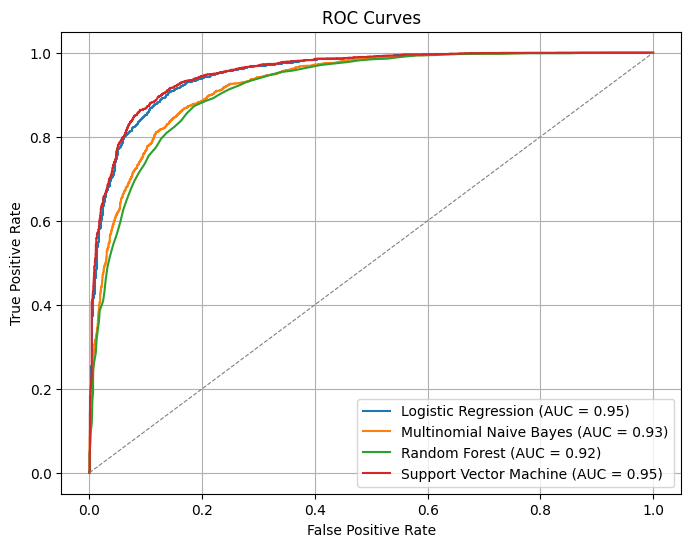 ROC Curves
1.0
0.8
0.6
0.4
0.2
0.0
True Positive Rate
Logistic Regression (AUC = 0.95)
Multinomial Naive Bayes (AUC = 0.93)
Random Forest (AUC = 0.92)
Support Vector Machine (AUC = 0.95)
0.0 0.2 0.4 0.6 0.8 1.0
False Positive Rate